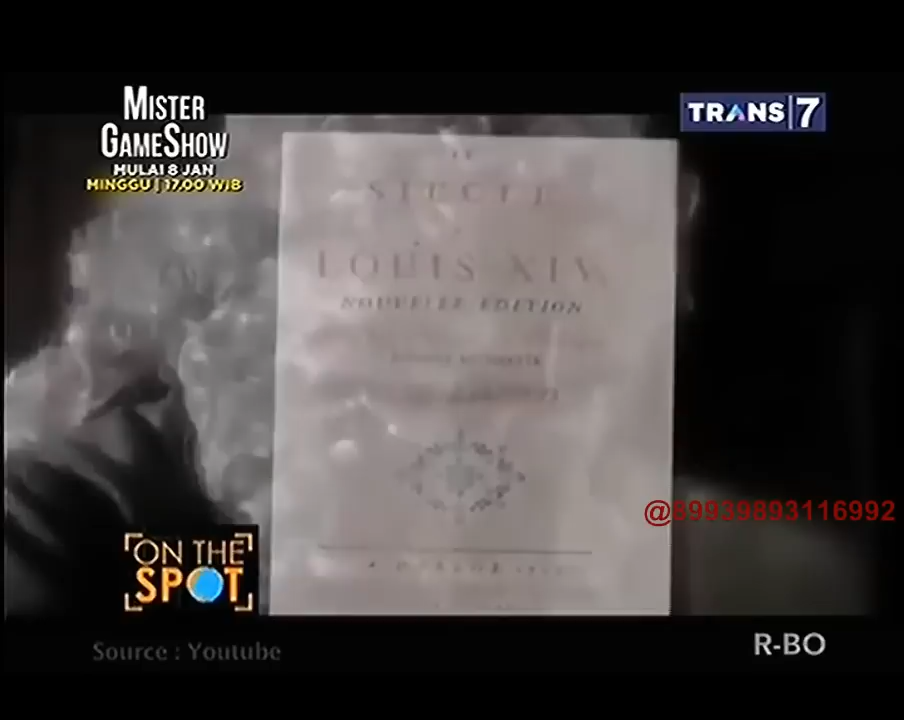 MISTER
GAMESHOW
MULAI 8 JAN
MINGGU | 17.00 WIB
TRANS|7
SIECLE
LOUIS XIV.
NOUVELLE EDITION
@89939893116992
ON THE
SPOT
Source : Youtube
R-BO